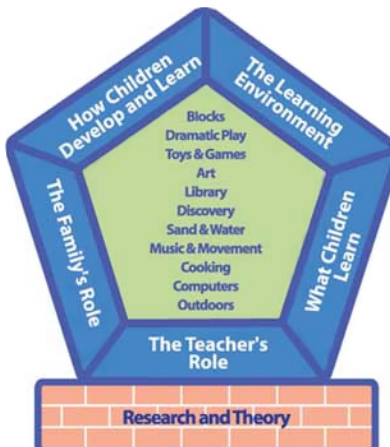 How Children
Develop and Learn
The Learning
Environment
Blocks
Dramatic Play
Toys & Games
Art
Library
Discovery
Sand & Water
Music & Movement
Cooking
Computers
Outdoors
The Family's Role
What Children
Learn
The Teacher's
Role
Research and Theory